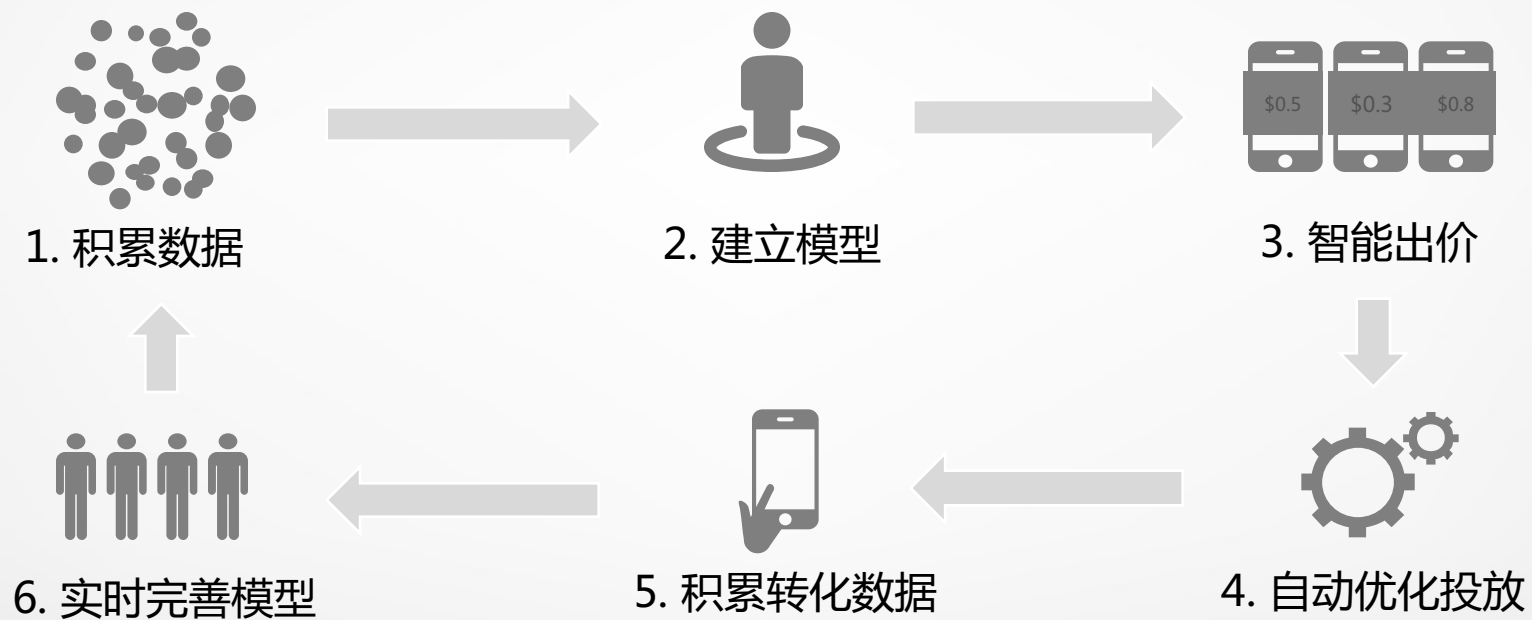 $0.5
$0.3
$0.8
1. 积累数据
2. 建立模型
3. 智能出价
6. 实时完善模型
5. 积累转化数据
4. 自动优化投放